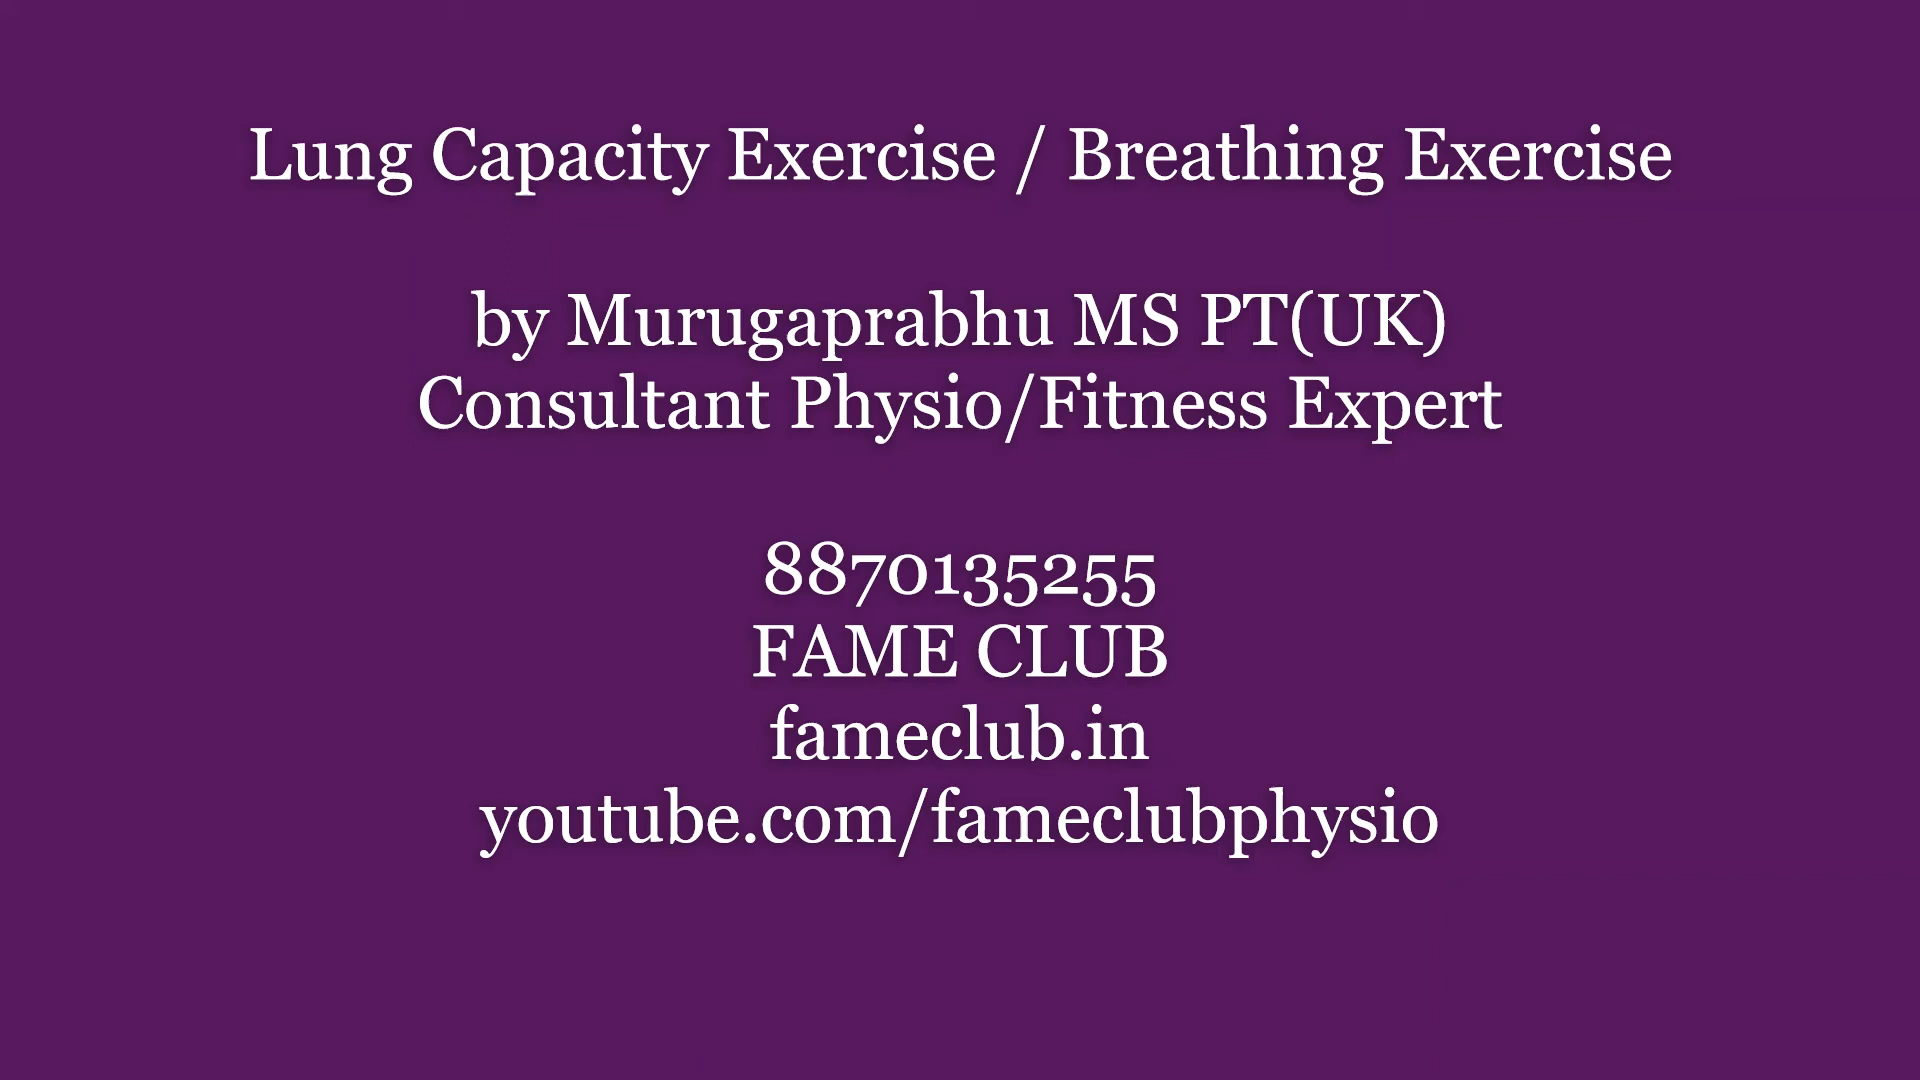 Lung Capacity Exercise / Breathing Exercise
by Murugaprabhu MS PT(UK)
Consultant Physio/Fitness Expert
8870135255
FAME CLUB
fameclub.in
youtube.com/fameclubphysio